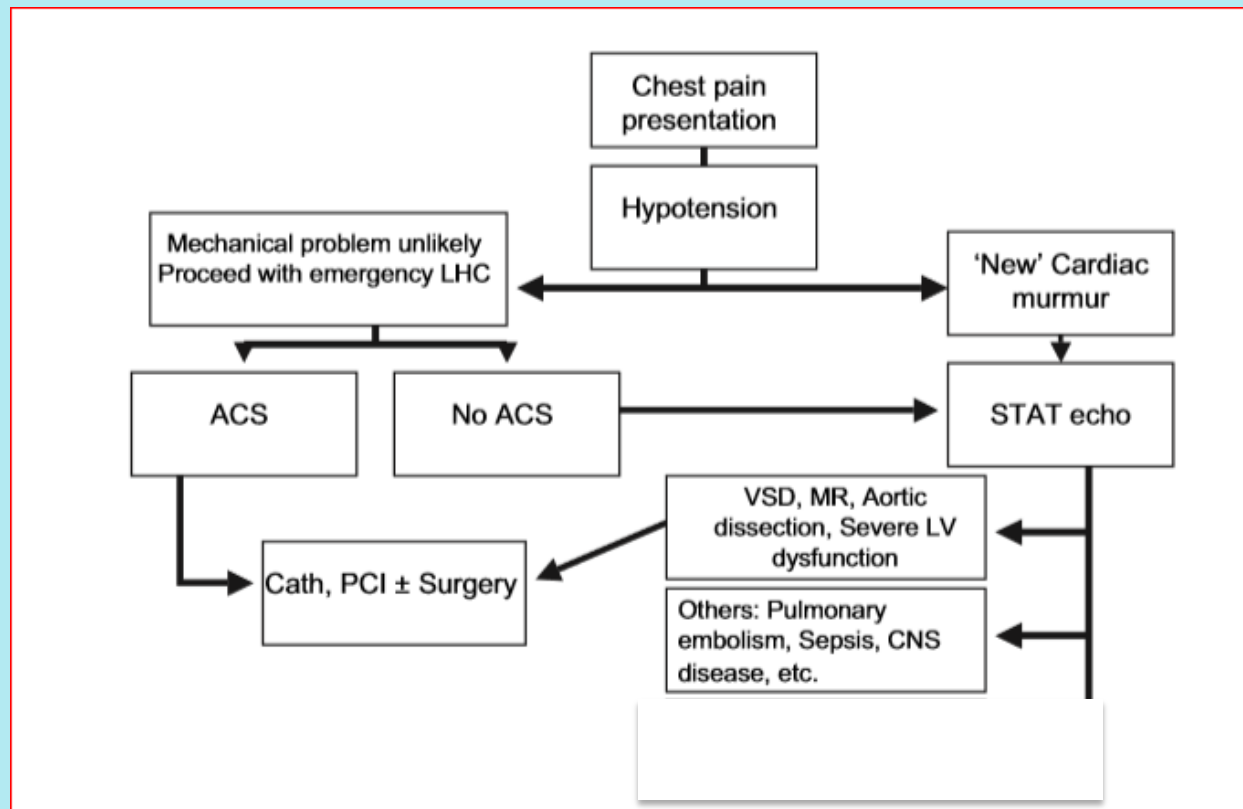 Chest pain
presentation
Hypotension
Mechanical problem unlikely
Proceed with emergency LHC
‘New’ Cardiac
murmur
ACS
No ACS
STAT echo
VSD, MR, Aortic
dissection, Severe LV
dysfunction
Cath, PCI ± Surgery
Others: Pulmonary
embolism, Sepsis, CNS
disease, etc.